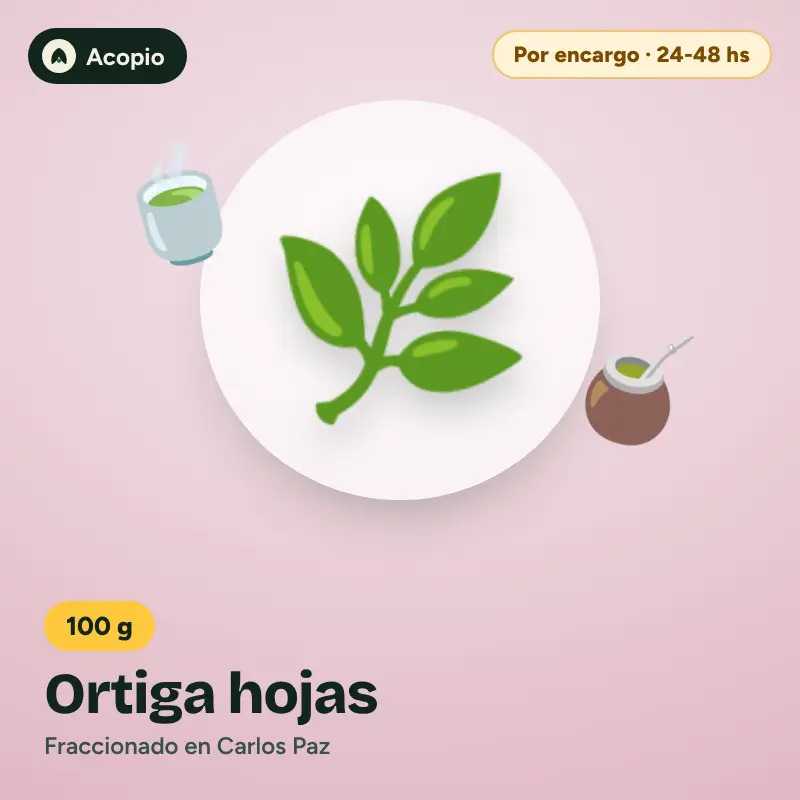 Acopio
Por encargo · 24-48 hs
100 g
Ortiga hojas
Fraccionado en Carlos Paz